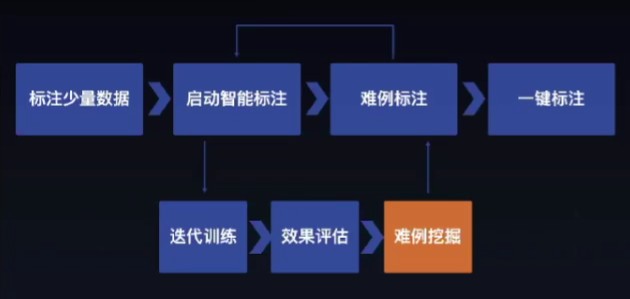 标注少量数据
启动智能标注
难例标注
一键标注
迭代训练
效果评估
难例挖掘